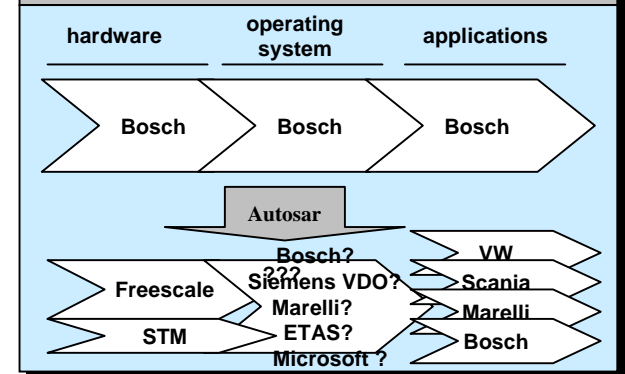 hardware
operating
system
applications
Bosch
Bosch
Bosch
Autosar
Freescale
STM
Bosch?
???
Siemens VDO?
Marelli?
ETAS?
Microsoft ?
VW
Scania
Marelli
Bosch